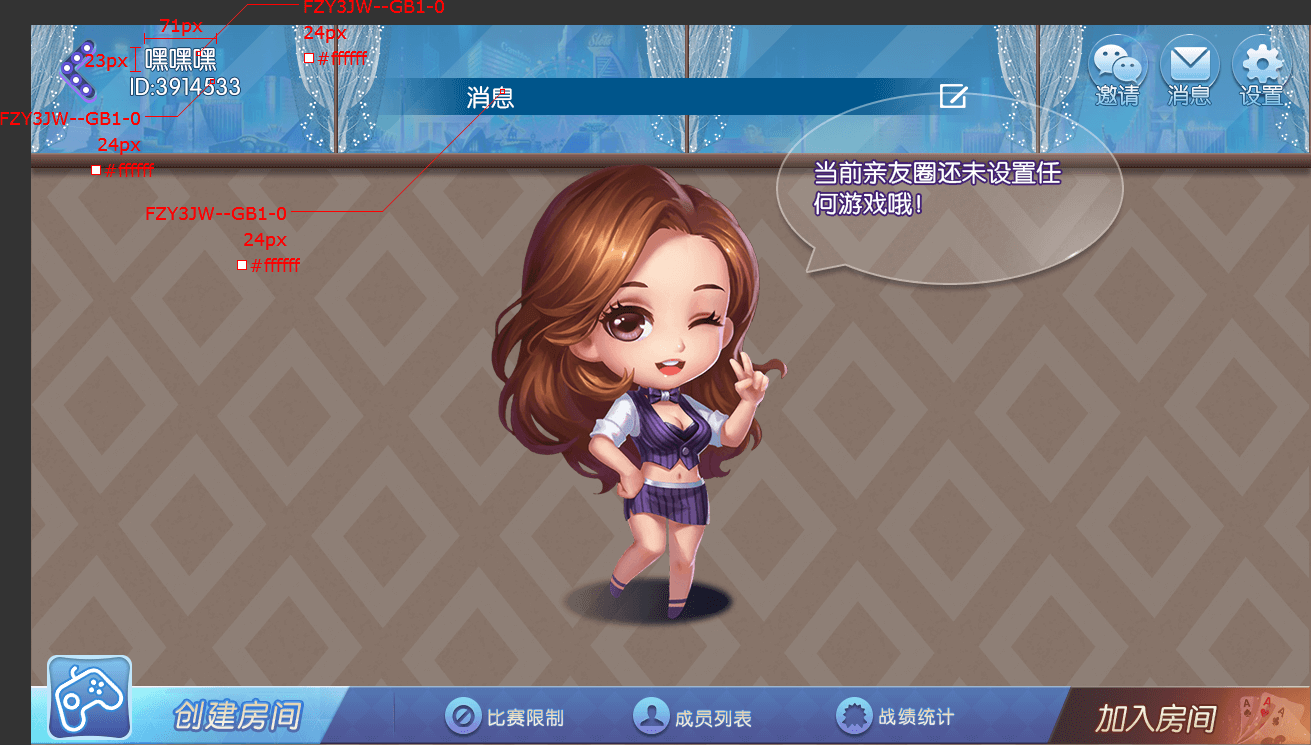 FZY3JW--GB1-0
71px
24px
#ffffff
23px
嘿嘿嘿
ID:3914533
消息
邀请
消息
设置
FZY3JW--GB1-0
24px
#ffffff
当前亲友圈还未设置任
何游戏哦!
FZY3JW--GB1-0
24px
#ffffff
创建房间
比赛限制
成员列表
战绩统计
加入房间
A
A
A